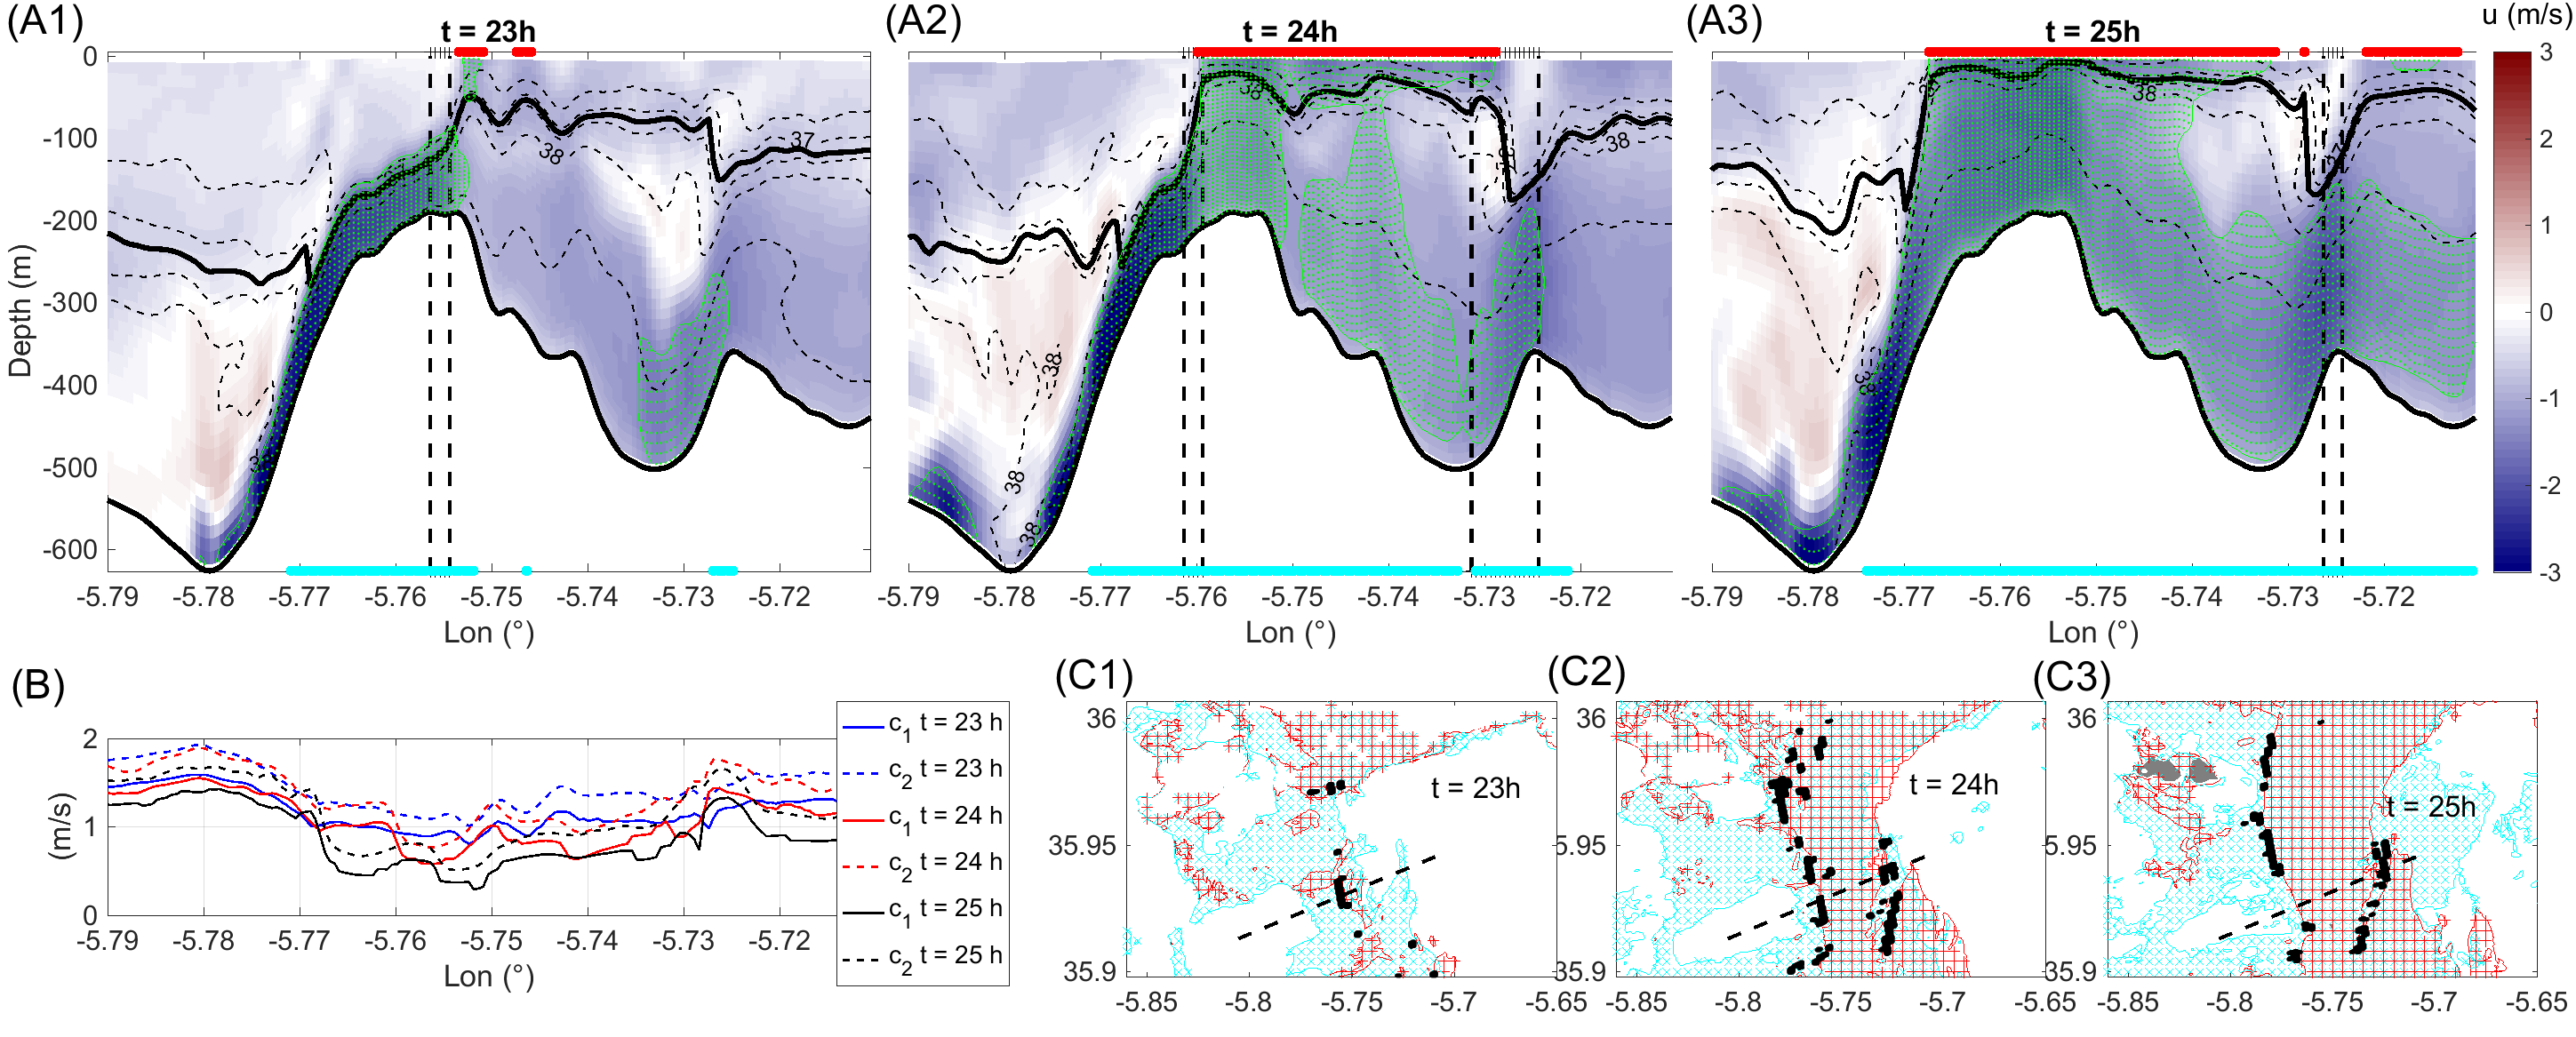 (A1)
t = 23h
(A2)
t = 24h
(A3)
t = 25h
u (m/s)
0
-100
-200
-300
-400
-500
-600
Depth (m)
37
38
38
38
38
38
38
38
38
3
2
1
0
-1
-2
-3
-5.79 -5.78 -5.77 -5.76 -5.75 -5.74 -5.73 -5.72
-5.79 -5.78 -5.77 -5.76 -5.75 -5.74 -5.73 -5.72
-5.79 -5.78 -5.77 -5.76 -5.75 -5.74 -5.73 -5.72
Lon (°)
Lon (°)
Lon (°)
(B)
2
1
0
(m/s)
-5.79 -5.78 -5.77 -5.76 -5.75 -5.74 -5.73 -5.72
Lon (°)
c1 t = 23 h
c2 t = 23 h
c1 t = 24 h
c2 t = 24 h
c1 t = 25 h
c2 t = 25 h
(C1)
36
35.95
35.9
t = 23h
-5.85 -5.8 -5.75 -5.7 -5.65
(C2)
36
5.95
35.9
t = 24h
-5.85 -5.8 -5.75 -5.7 -5.65
(C3)
36
5.95
35.9
t = 25h
-5.85 -5.8 -5.75 -5.7 -5.65